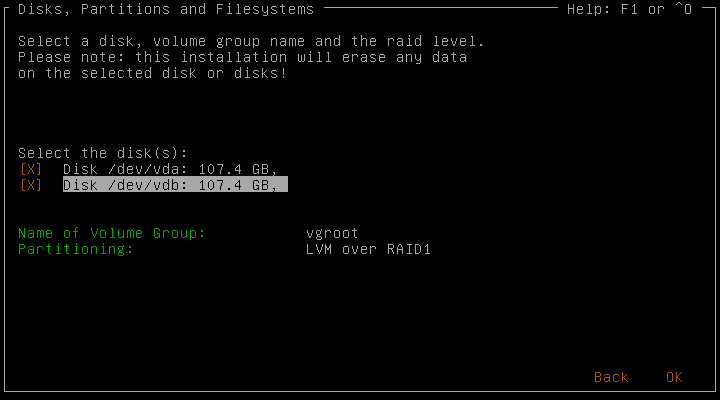 Disks, Partitions and Filesystems Help: F1 or ^O
Select a disk, volume group name and the raid level.
Please note: this installation will erase any data
on the selected disk or disks!
Select the disk(s):
[X] Disk /dev/vda: 107.4 GB,
[X] Disk /dev/vdb: 107.4 GB,
Name of Volume Group: vgroot
Partitioning: LVM over RAID1
Back OK